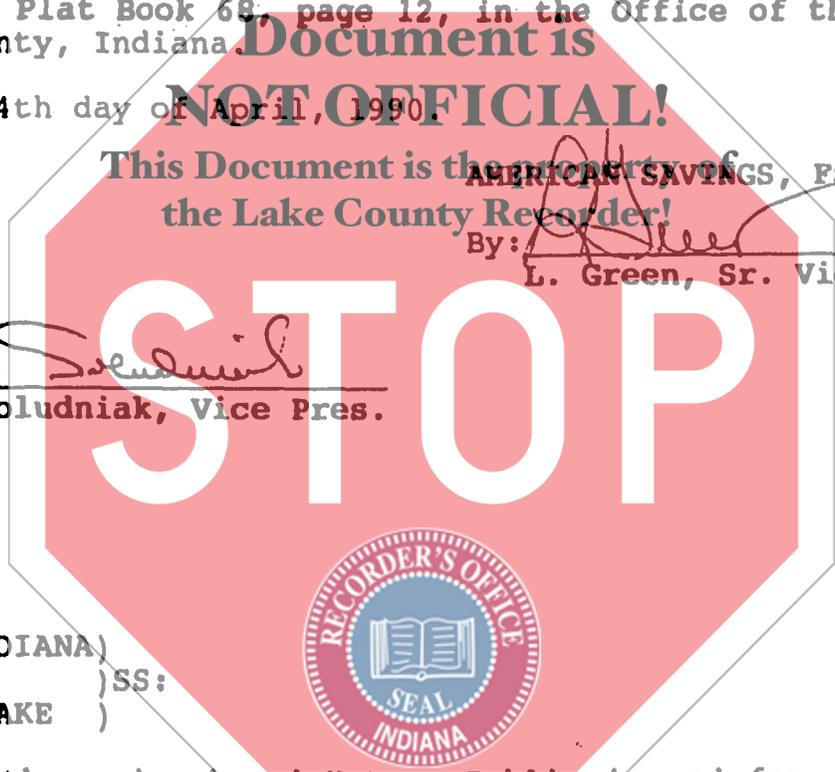 Plat Book 68, page 12, in the Office of th
nty, Indiana.
Document is
4th day of April, 1990.
NOT OFFICIAL!
This Document is the property of
AMERICAN SAVINGS, FS
the Lake County Recorder!
By:
L. Green, Sr. Vi
STOP
oludniak, Vice Pres.
RECORDER'S OFFICE
SEAL
INDIANA
DIANA)
)SS:
AKE )